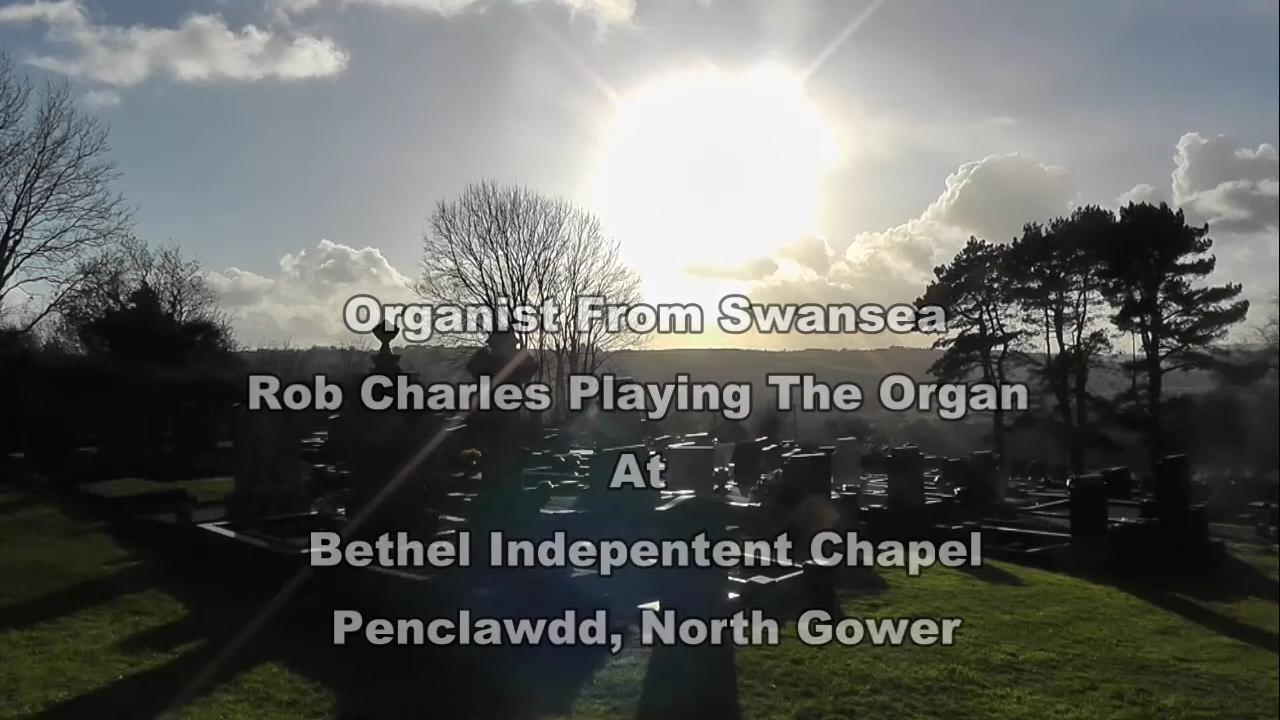 Organist From Swansea
Rob Charles Playing The Organ
At
Bethel Indepentent Chapel
Penclawdd, North Gower